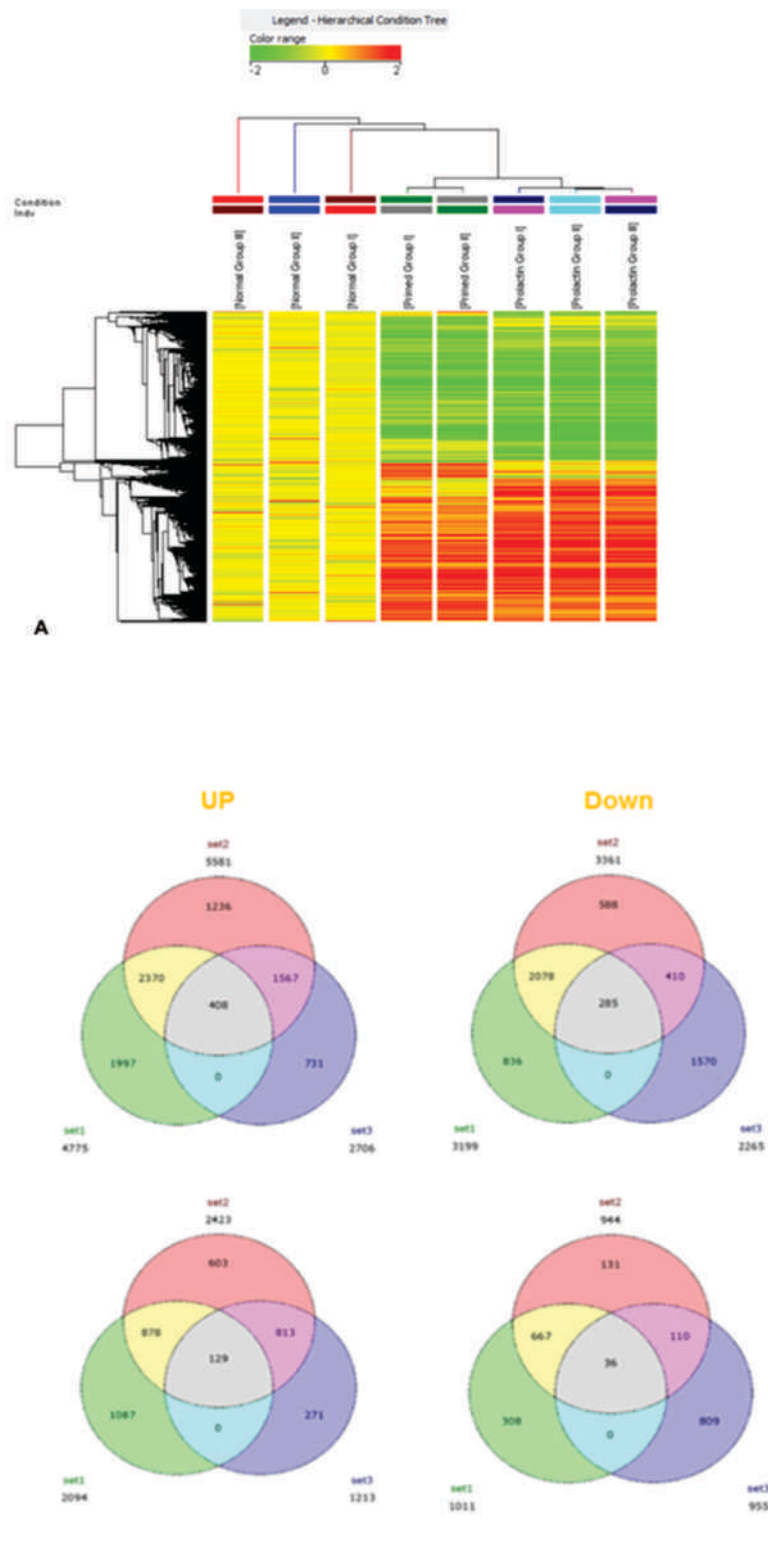 Legend - Hierarchical Condition Tree
Color range
-2 0 2
Condition
Indv
[Normal Group III]
[Normal Group II]
[Normal Group I]
[Primed Group I]
[Primed Group II]
[Prolactin Group I]
[Prolactin Group II]
[Prolactin Group III]
A
UP
Down
set2
5581
1236
2370
1567
408
1997
0
731
set1
4775
set3
2706
set2
3361
588
2078
410
285
836
0
1570
set1
3199
set3
2265
set2
2423
603
878
813
129
1087
0
271
set1
2094
set3
1213
set2
944
131
667
110
36
308
0
809
set1
1011
set3
955